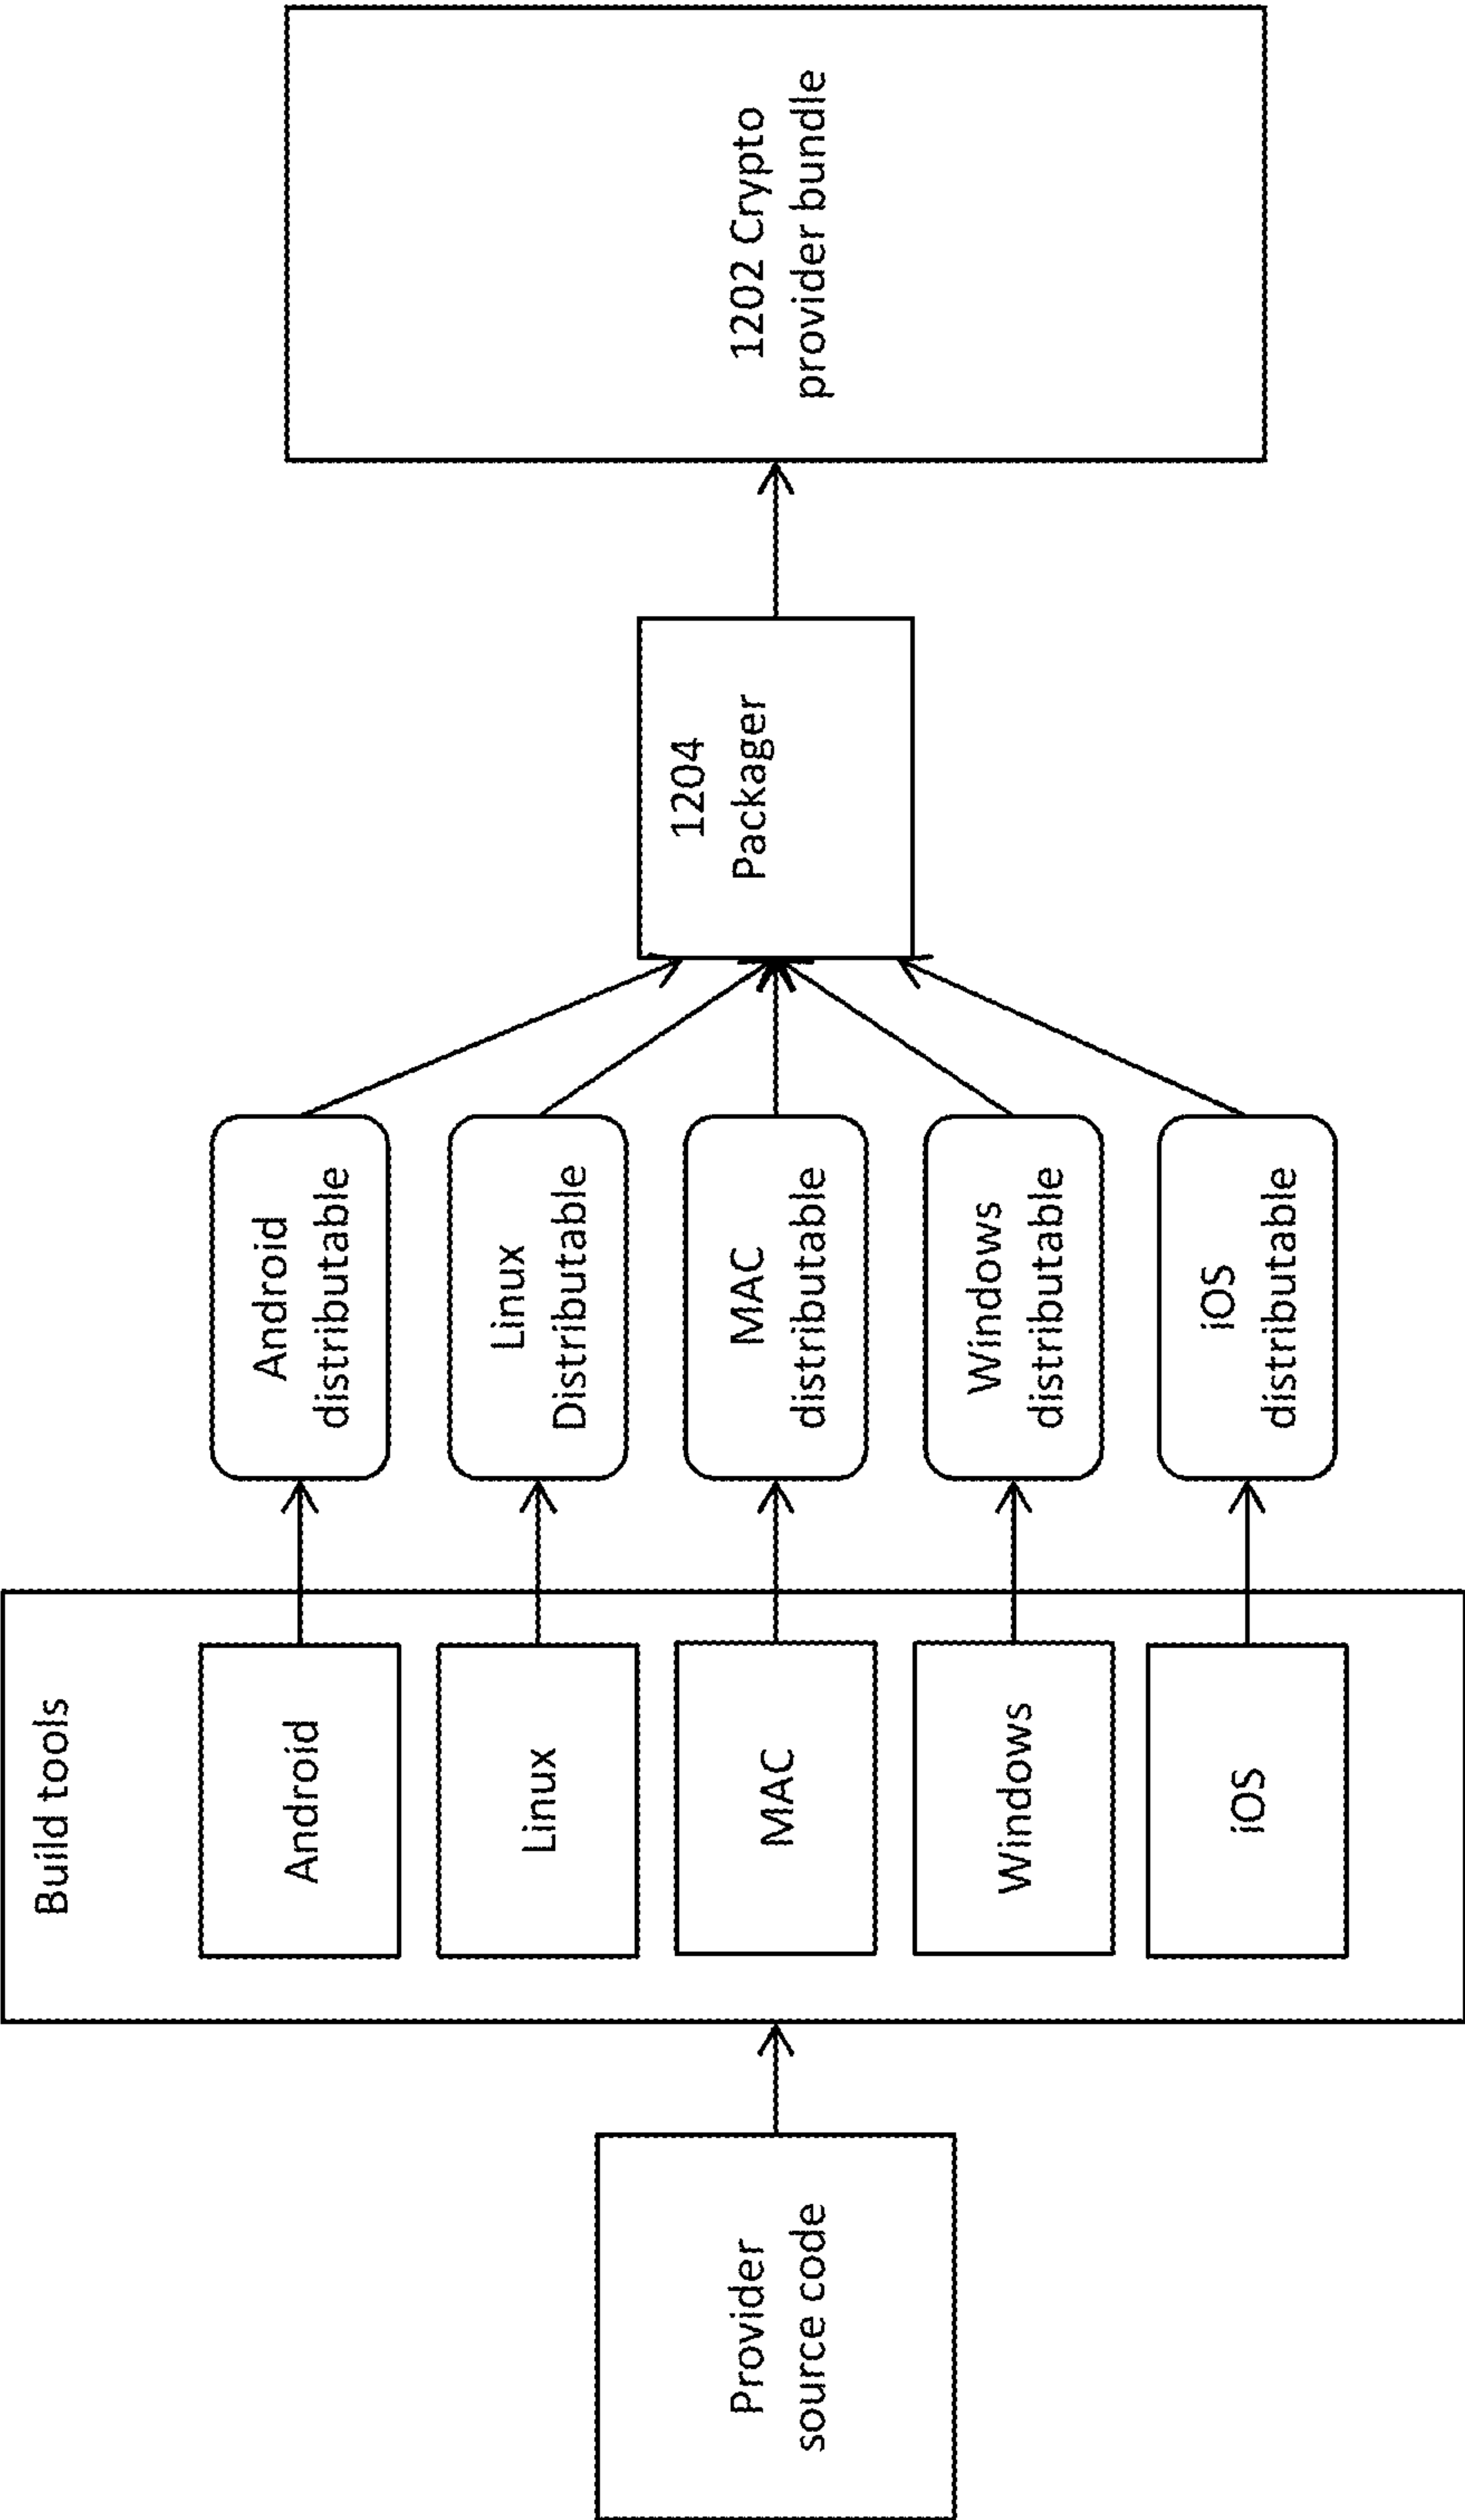 Provider
source code
Build tools
Android
Linux
MAC
Windows
iOS
Android
distributable
Linux
Distributable
MAC
distributable
Windows
distributable
iOS
distributable
1204
Packager
1202 Crypto
provider bundle